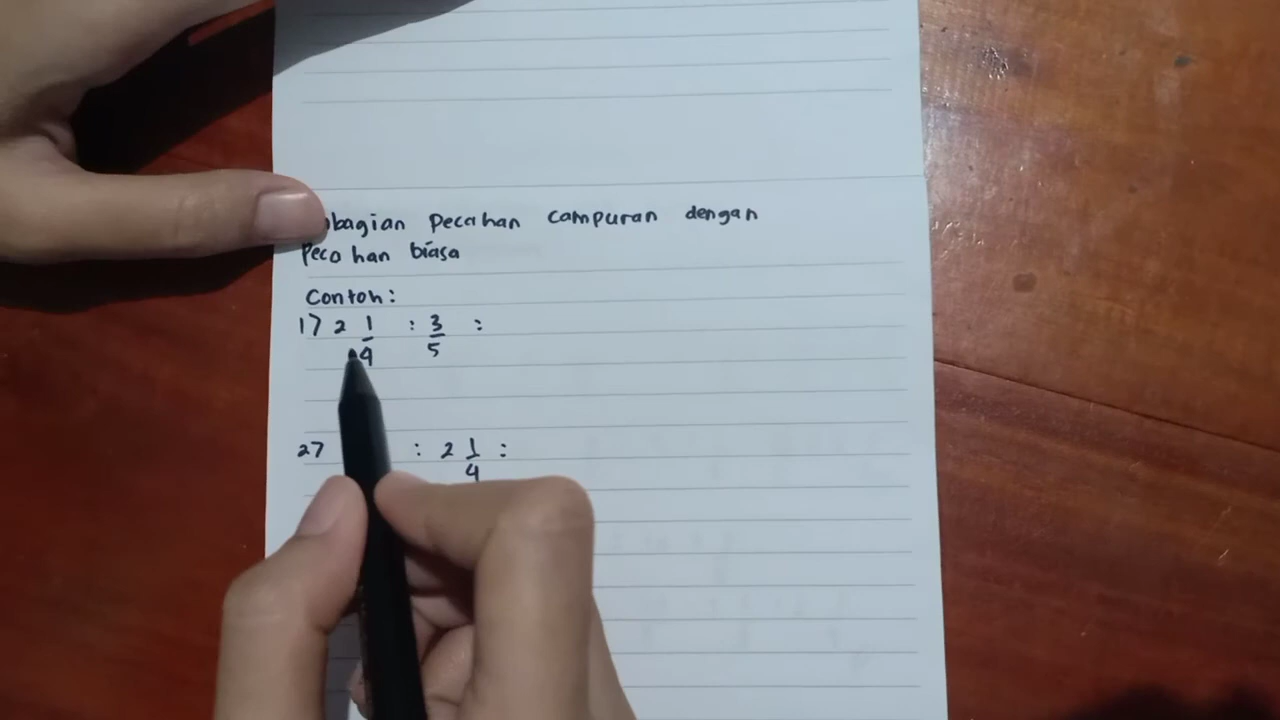 bagian Pecahan Campuran dengan
Pecahan biasa
Contoh:
1) 2 1/4 : 3/5 :
2) : 2 1/4 :